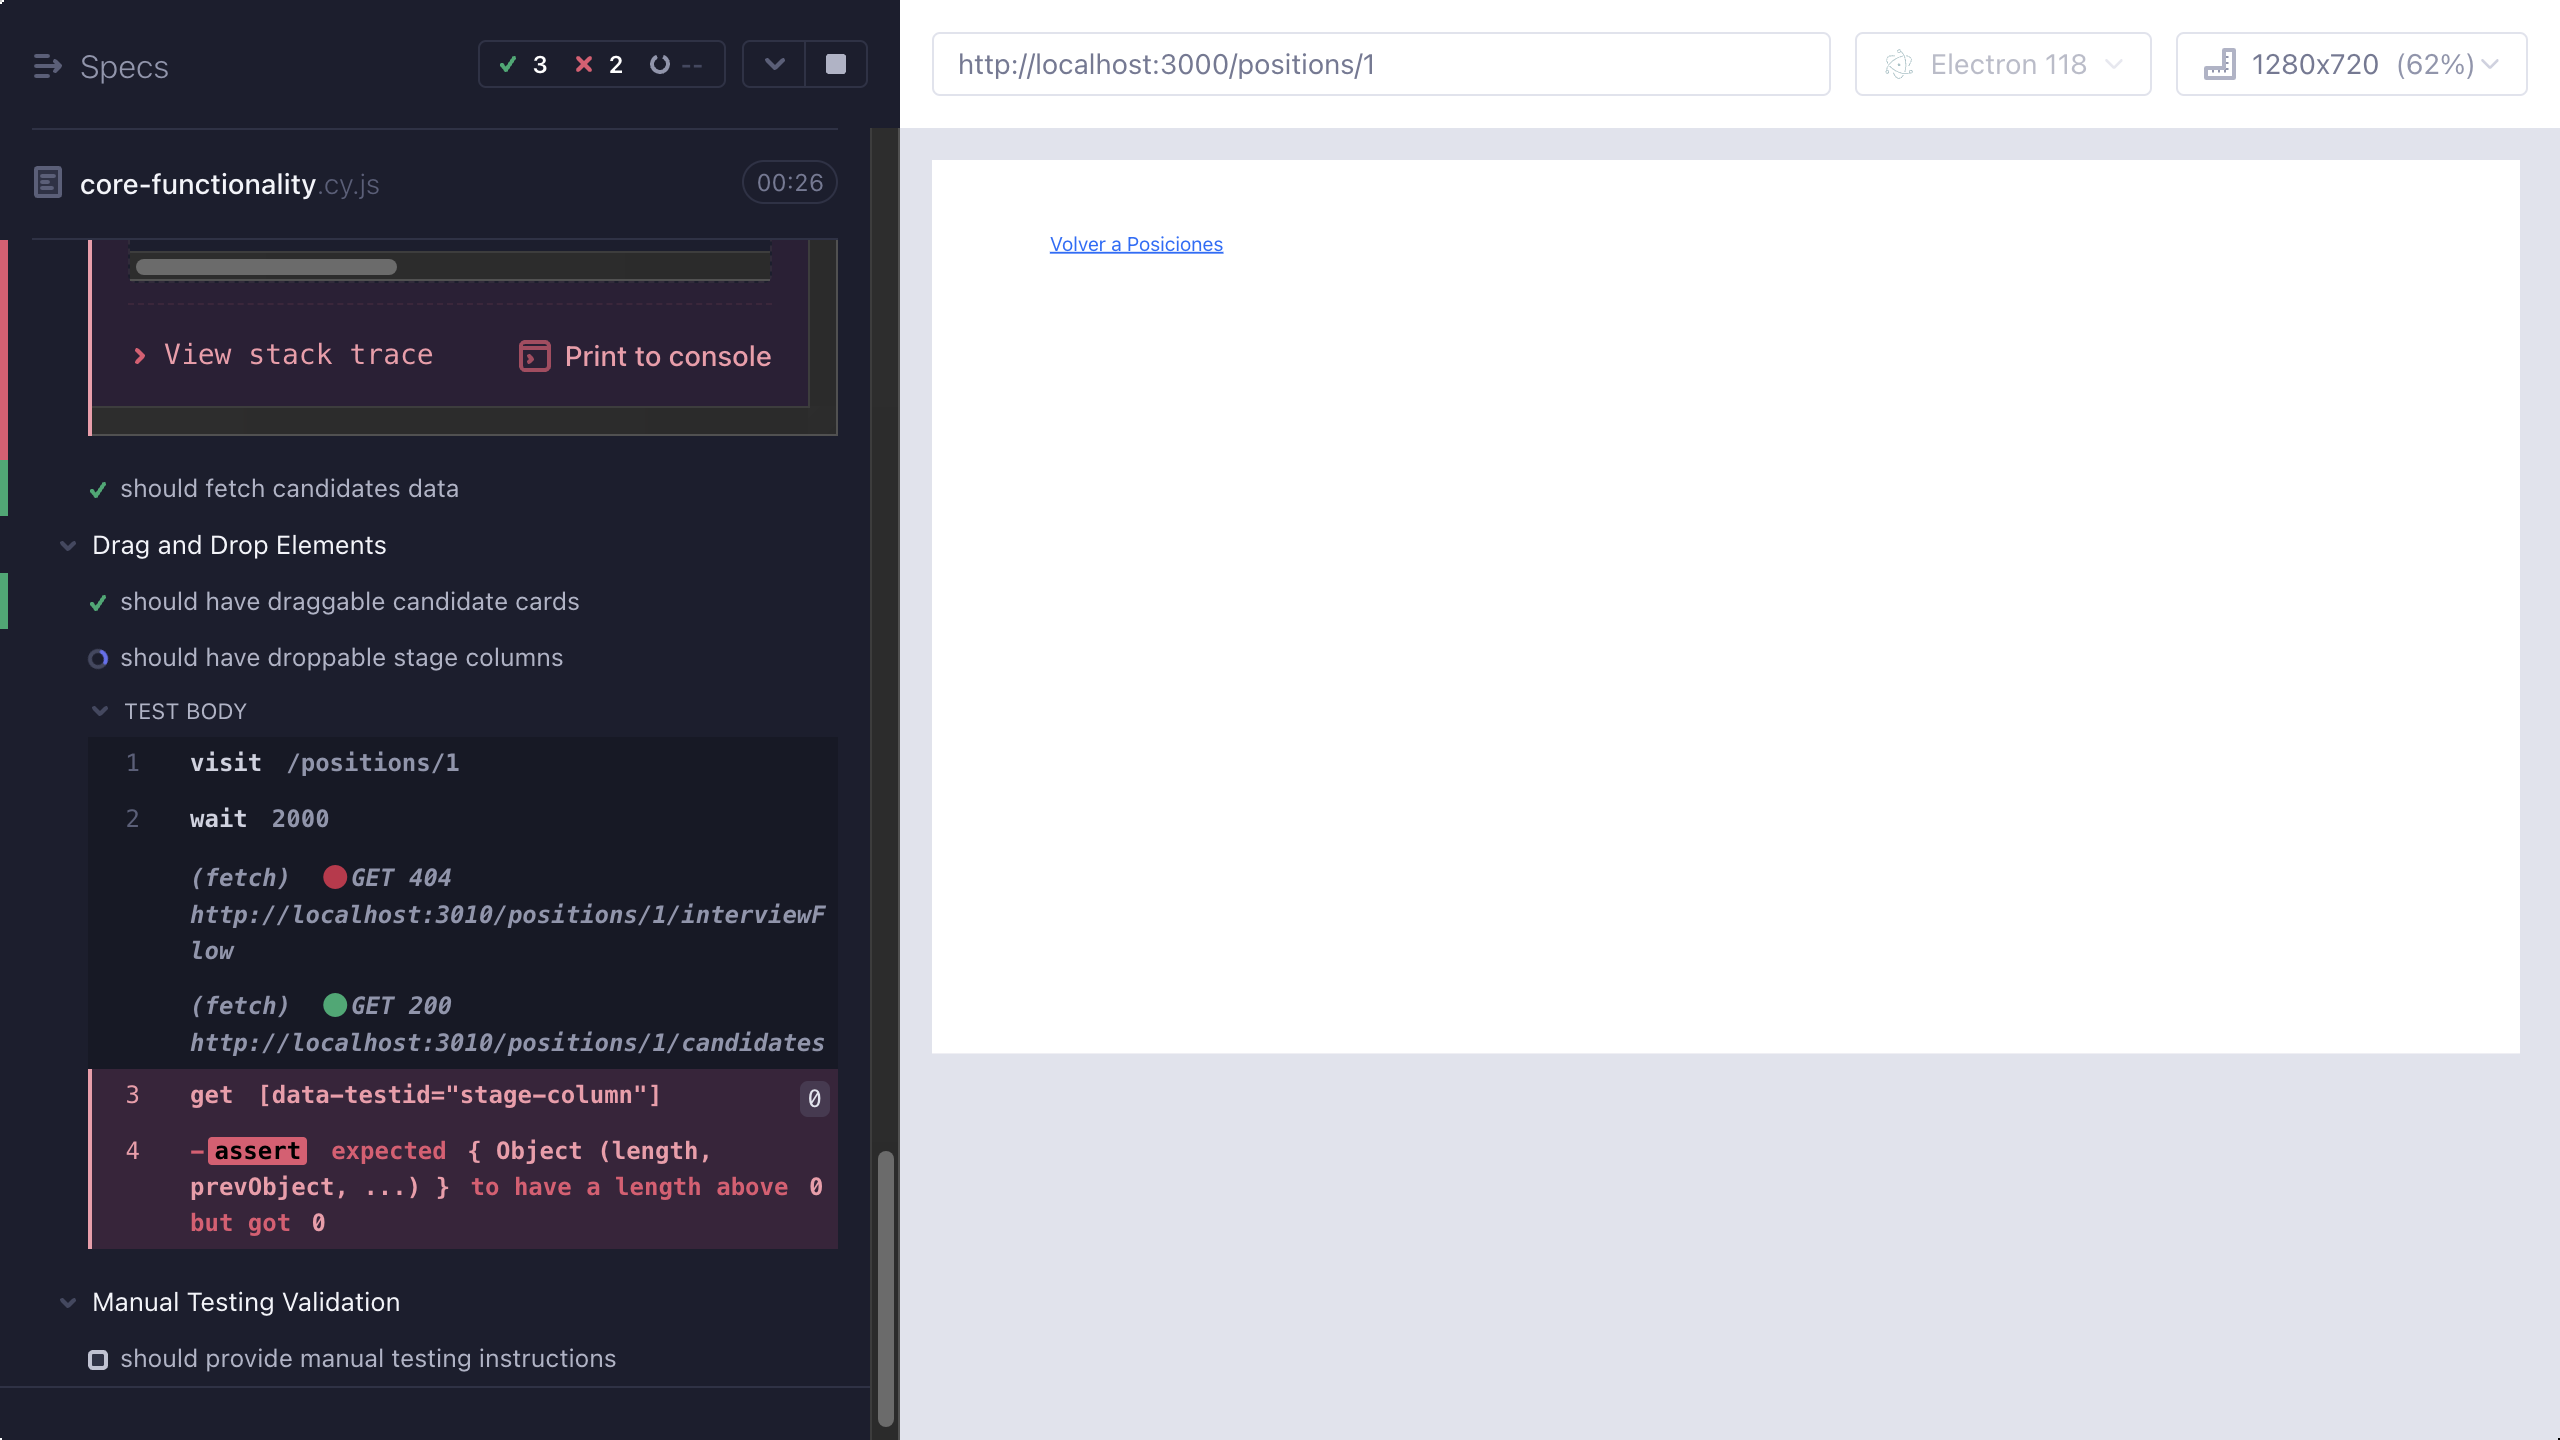 Specs
3 2 --
http://localhost:3000/positions/1
Electron 118
1280x720 (62%)
core-functionality.cy.js
00:26
View stack trace
Print to console
should fetch candidates data
Drag and Drop Elements
should have draggable candidate cards
should have droppable stage columns
TEST BODY
1 visit /positions/1
2 wait 2000
(fetch) GET 404
http://localhost:3010/positions/1/interviewF
low
(fetch) GET 200
http://localhost:3010/positions/1/candidates
3 get [data-testid="stage-column"] 0
4 -assert expected { Object (length,
prevObject, ...) } to have a length above 0
but got 0
Manual Testing Validation
should provide manual testing instructions
Volver a Posiciones